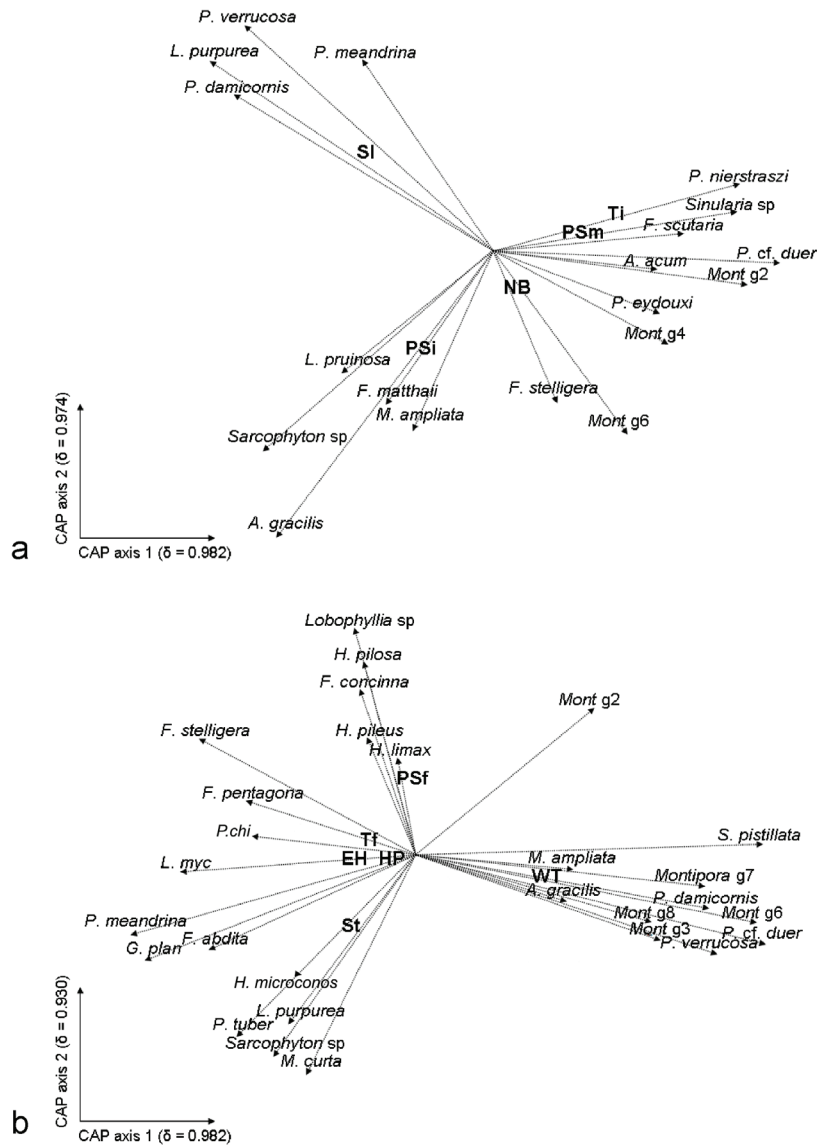 P. verrucosa
L. purpurea
P. meandrina
P. damicornis
SI
P. nierstraszi
Ti
Sinularia sp
PSm
F. scutaria
P. cf. duer
A. acum
Mont g2
NB
P. eydouxi
Mont g4
PSi
L. pruinosa
F. matthaii
F. stelligera
M. ampliata
Mont g6
Sarcophyton sp
A. gracilis
CAP axis 2 (δ = 0.974)
CAP axis 1 (δ = 0.982)
a
Lobophyllia sp
H. pilosa
F. concinna
Mont g2
F. stelligera
H. pileus
H. limax
PSf
F. pentagona
P.chi
Tf
S. pistillata
L. myc
EH HP
M. ampliata
WT
Montipora g7
A. gracilis
P. damicornis
P. meandrina
Mont g8
Mont g6
G. plan
F. abdita
St
Mont g3
P. cf. duer
P. verrucosa
H. microconos
L. purpurea
P. tuber
Sarcophyton sp
M. curta
CAP axis 2 (δ = 0.930)
CAP axis 1 (δ = 0.982)
b